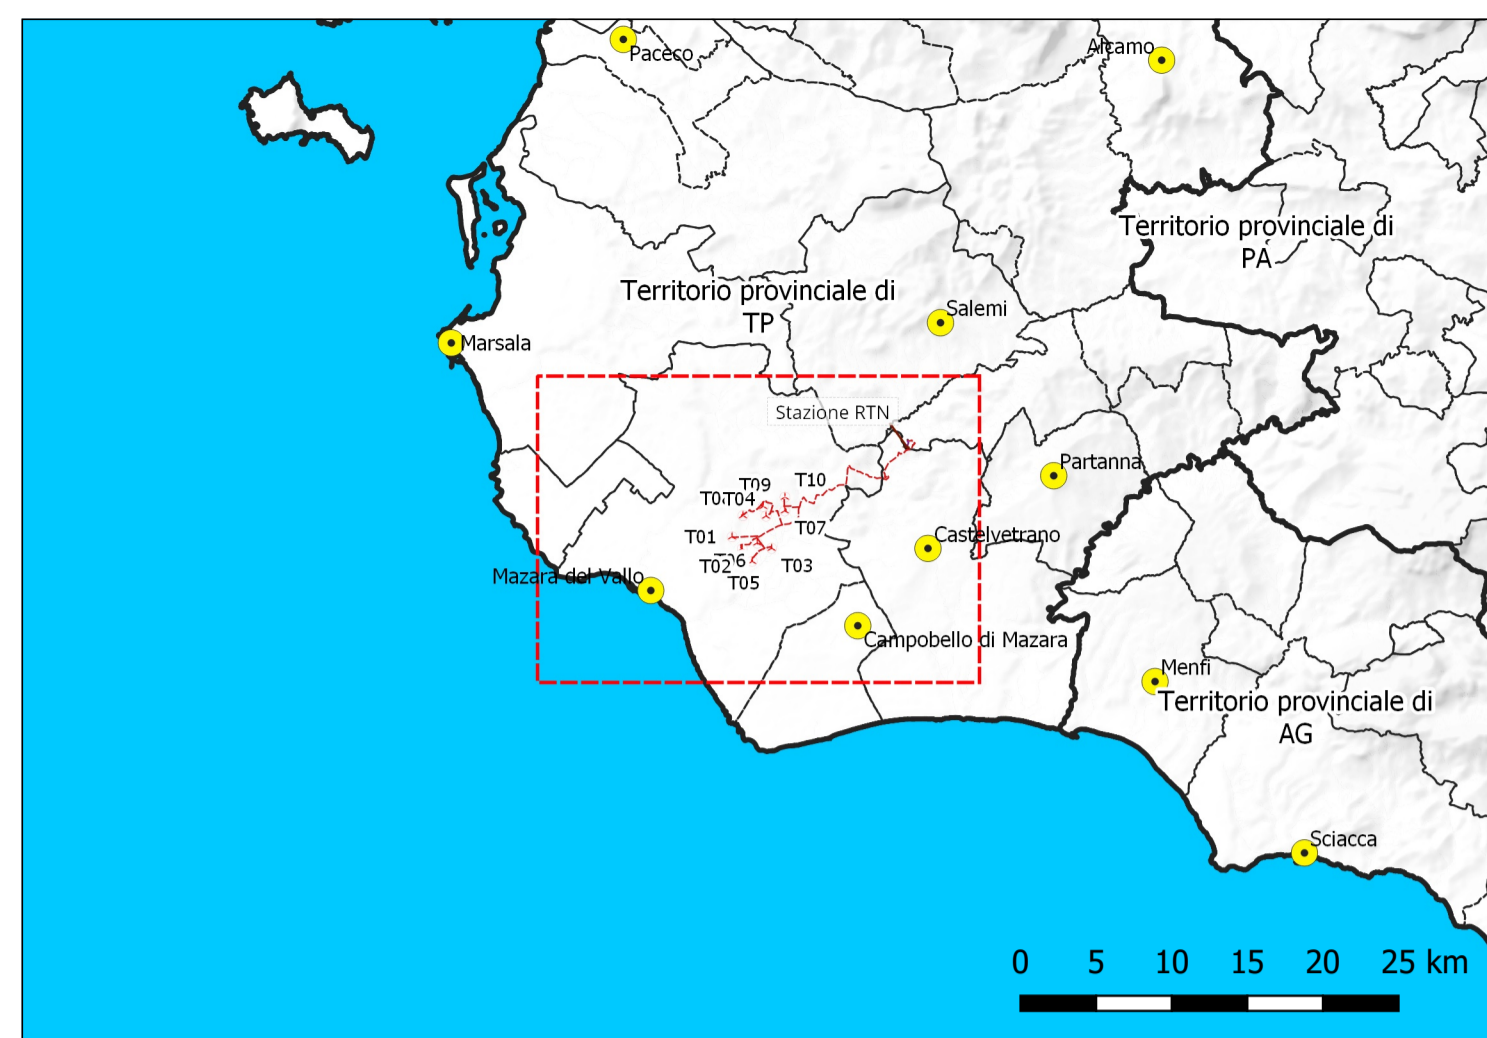 Paceco
Alcamo
Territorio provinciale di
PA
Territorio provinciale di
TP
Salemi
Marsala
Stazione RTN
Partanna
T09
T10
T04
T07
T01
Castelvetrano
T02
T03
T05
Mazara del Vallo
Campobello di Mazara
Menfi
Territorio provinciale di
AG
Sciacca
0 5 10 15 20 25 km